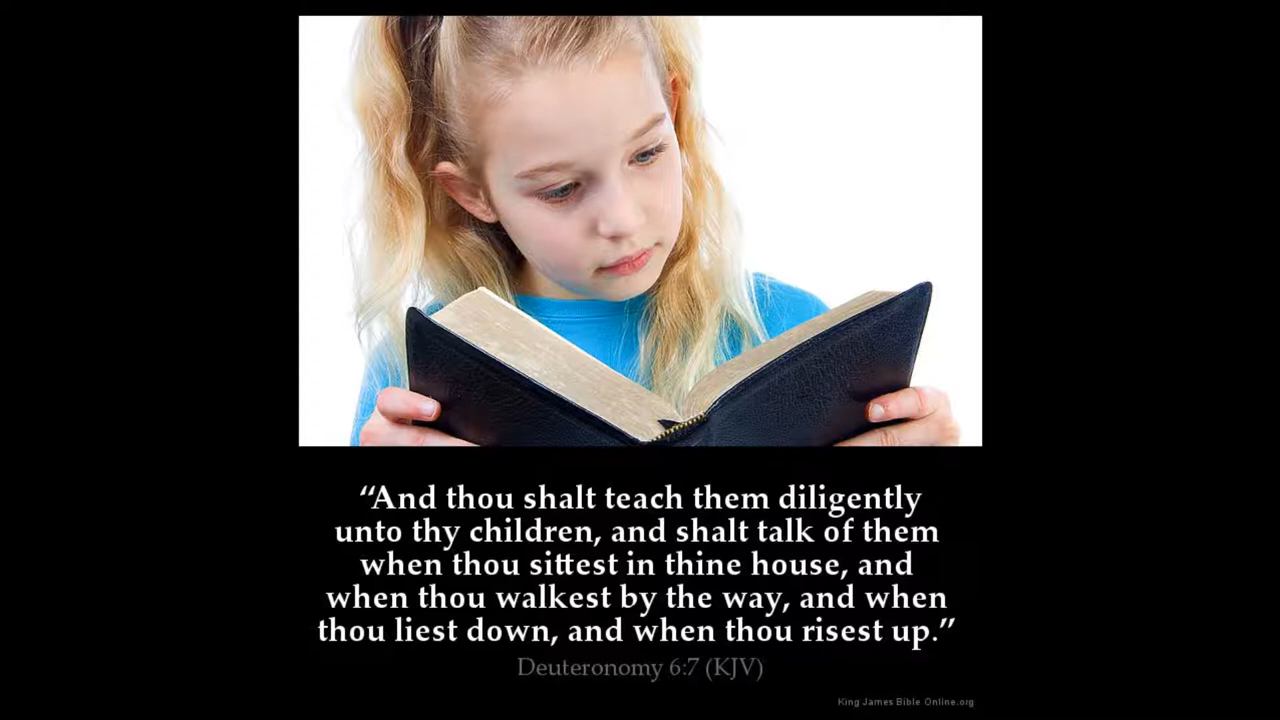 “And thou shalt teach them diligently
unto thy children, and shalt talk of them
when thou sittest in thine house, and
when thou walkest by the way, and when
thou liest down, and when thou risest up.”
Deuteronomy 6:7 (KJV)
King James Bible Online.org